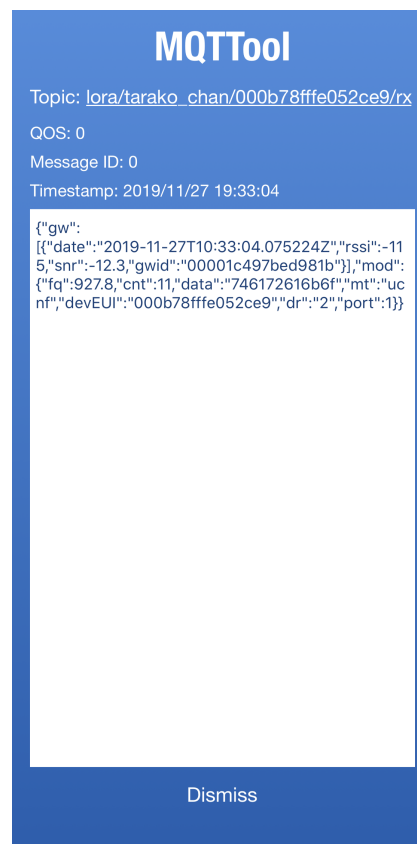 MQTTool
Topic: lora/tarako_chan/000b78fffe052ce9/rx
QOS: 0
Message ID: 0
Timestamp: 2019/11/27 19:33:04
{"gw":
[{"date":"2019-11-27T10:33:04.075224Z","rssi":-11
5,"snr":-12.3,"gwid":"00001c497bed981b"}],"mod":
{"fq":927.8,"cnt":11,"data":"746172616b6f","mt":"uc
nf","devEUI":"000b78fffe052ce9","dr":"2","port":1}}
Dismiss